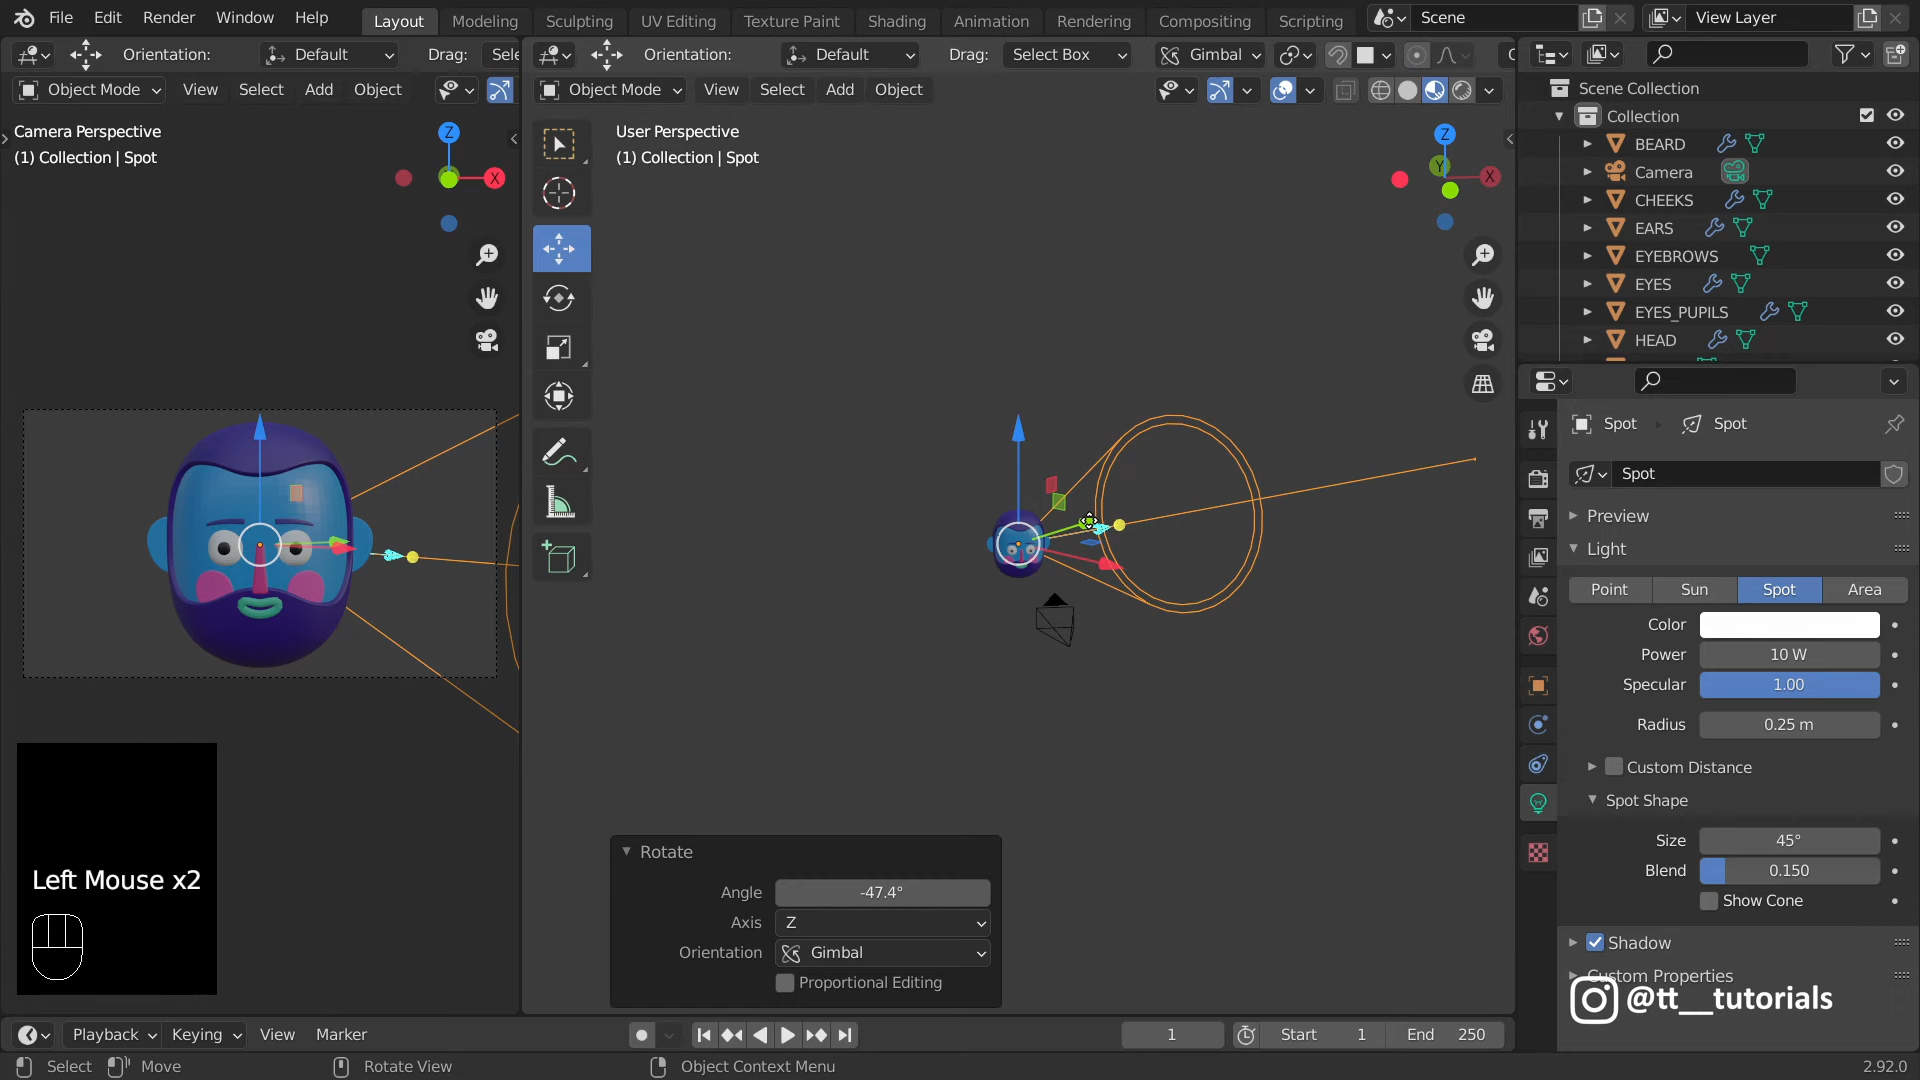 File Edit Render Window Help Layout Modeling Sculpting UV Editing Texture Paint Shading Animation Rendering Compositing Scripting Scene View Layer
Orientation: Default Drag: Sele Orientation: Default Drag: Select Box Gimbal
Object Mode View Select Add Object Object Mode View Select Add Object
Camera Perspective
(1) Collection | Spot
Z
X
User Perspective
(1) Collection | Spot
Z
Y
X
Scene Collection
Collection
BEARD
Camera
CHEEKS
EARS
EYEBROWS
EYES
EYES_PUPILS
HEAD
Spot Spot
Spot
Preview
Light
Point Sun Spot Area
Color
Power 10 W
Specular 1.00
Radius 0.25 m
Custom Distance
Spot Shape
Size 45°
Blend 0.150
Show Cone
Shadow
Custom Properties
@tt__tutorials
Left Mouse x2
Rotate
Angle -47.4°
Axis Z
Orientation Gimbal
Proportional Editing
Playback Keying View Marker 1 Start 1 End 250
Select Move Rotate View Object Context Menu 2.92.0